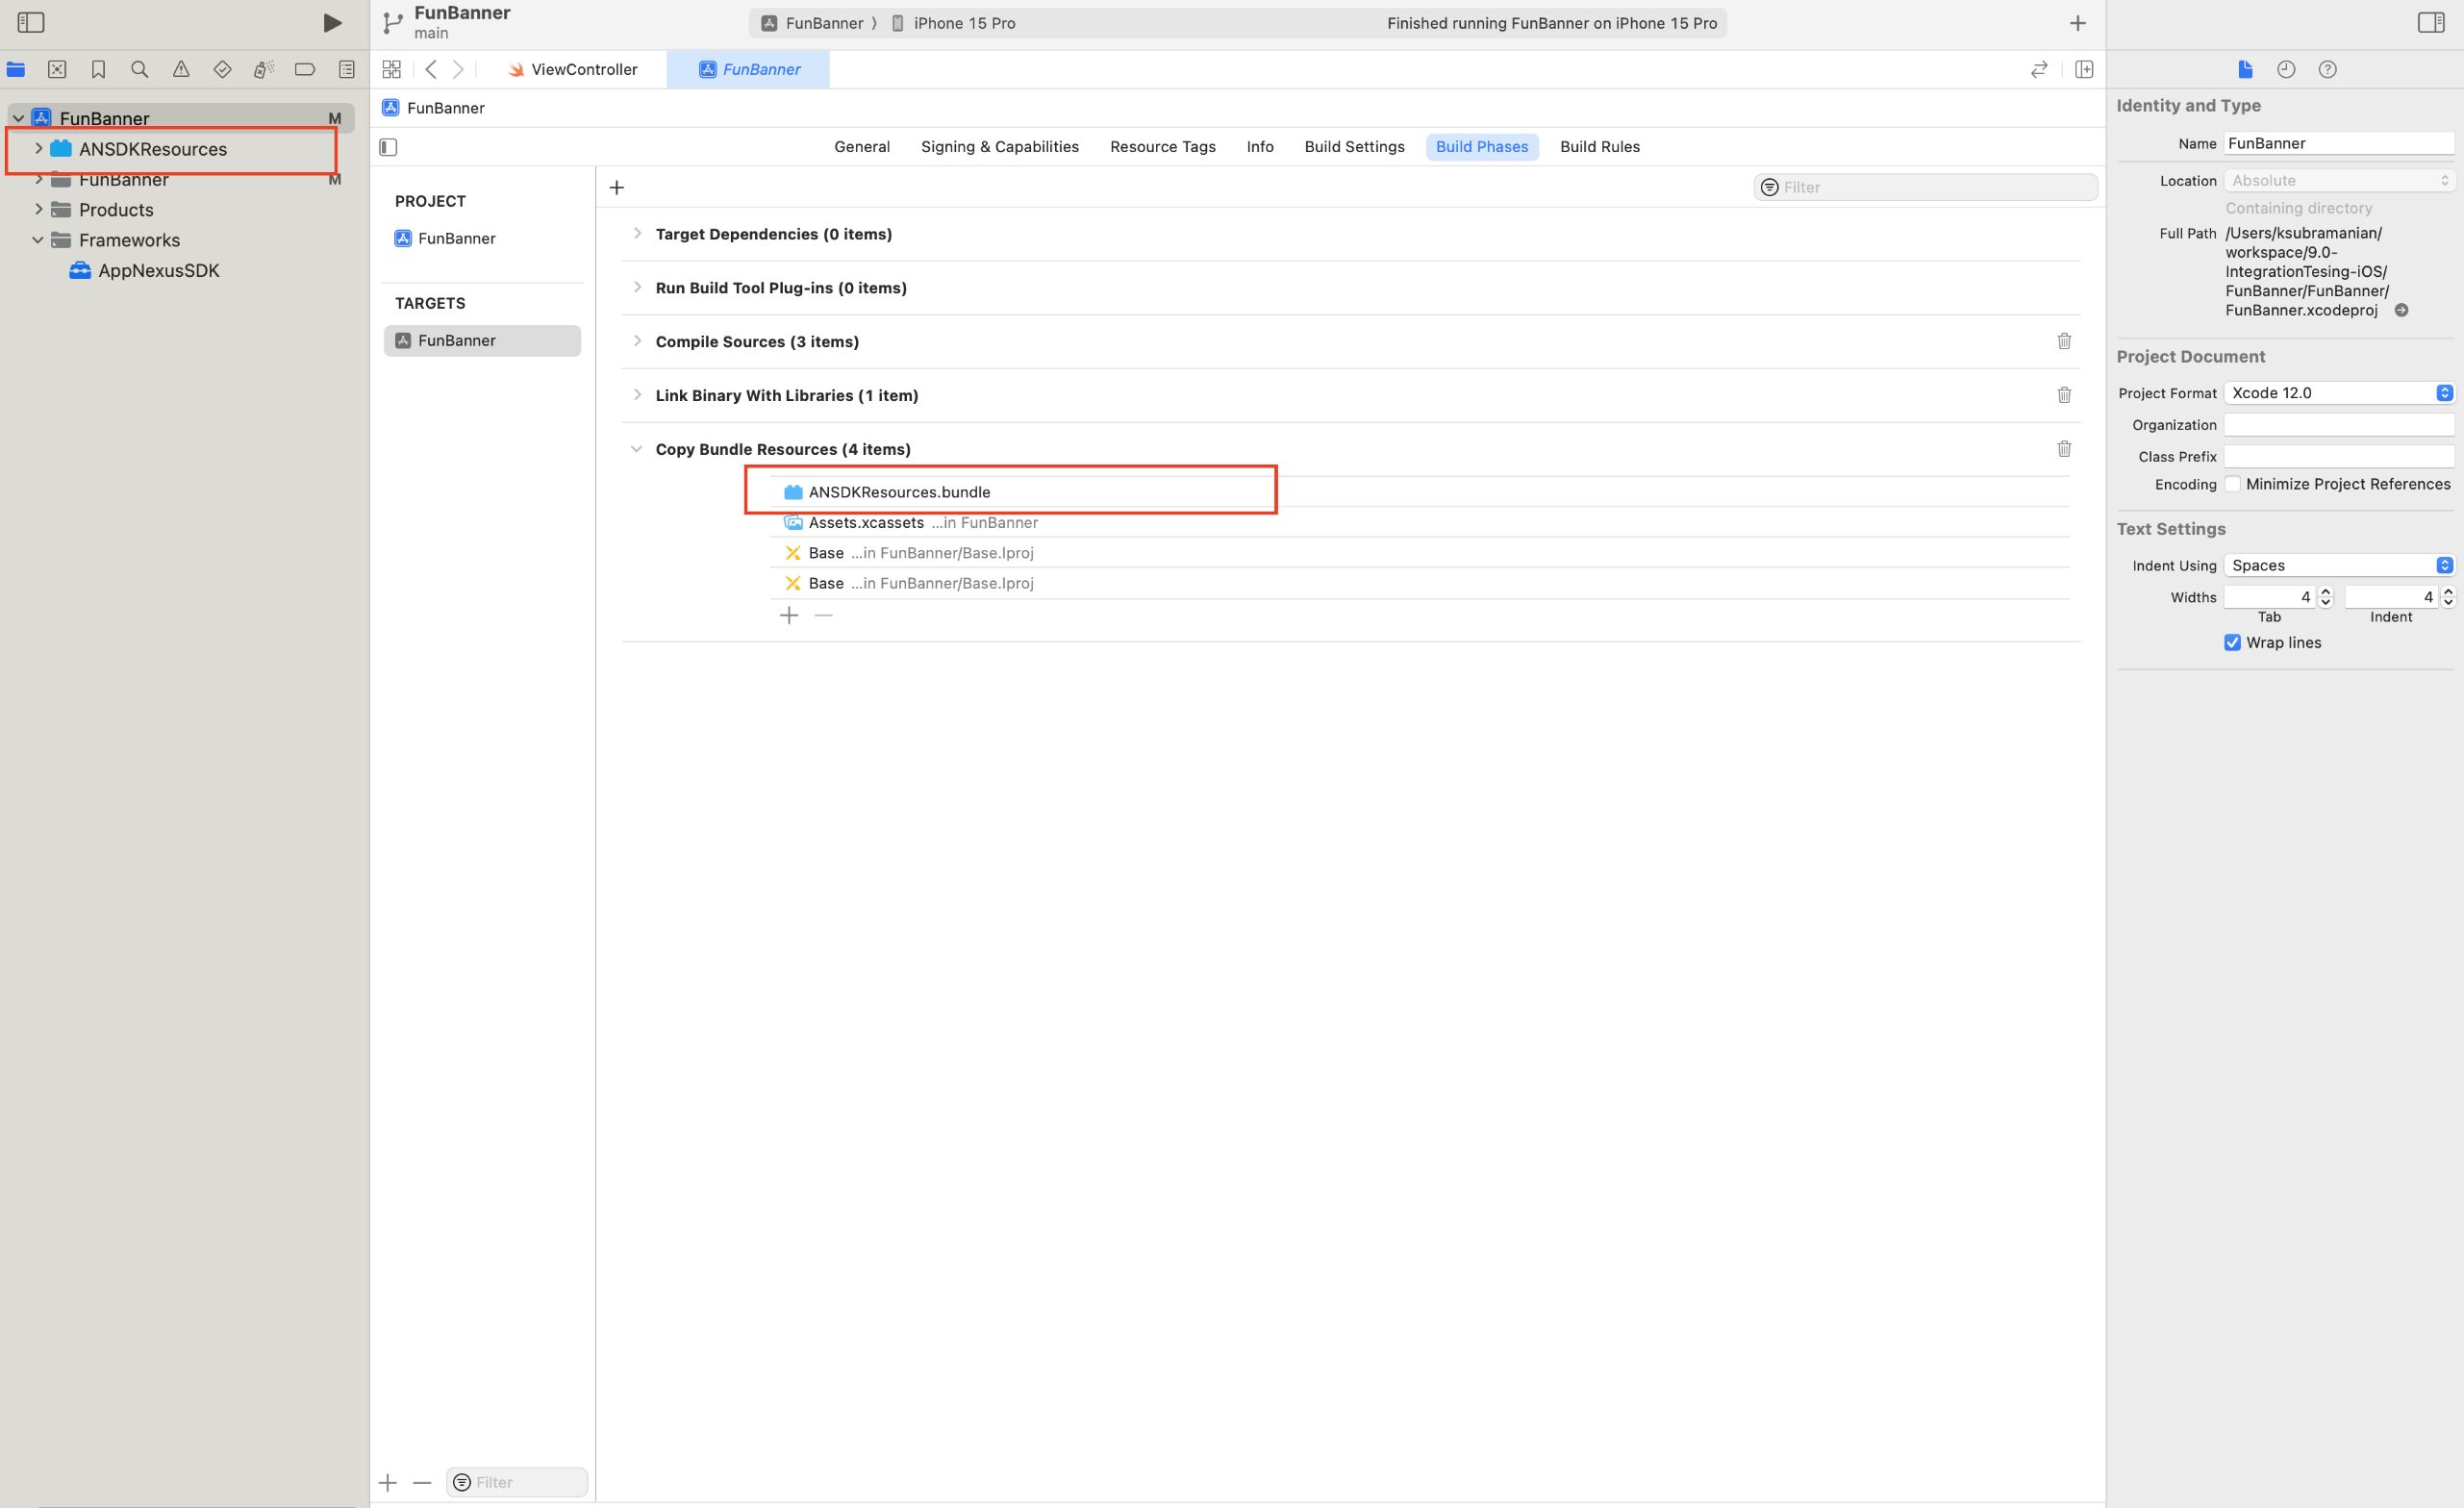 FunBanner
main
FunBanner 〉 iPhone 15 Pro
Finished running FunBanner on iPhone 15 Pro
ViewController
FunBanner
FunBanner M
ANSDKResources
FunBanner M
Products
Frameworks
AppNexusSDK
FunBanner
General Signing & Capabilities Resource Tags Info Build Settings Build Phases Build Rules
PROJECT
FunBanner
TARGETS
FunBanner
Filter
Filter
Target Dependencies (0 items)
Run Build Tool Plug-ins (0 items)
Compile Sources (3 items)
Link Binary With Libraries (1 item)
Copy Bundle Resources (4 items)
ANSDKResources.bundle
Assets.xcassets ...in FunBanner
Base ...in FunBanner/Base.lproj
Base ...in FunBanner/Base.lproj
Identity and Type
Name FunBanner
Location Absolute
Containing directory
Full Path /Users/ksubramanian/
workspace/9.0-
IntegrationTesing-iOS/
FunBanner/FunBanner/
FunBanner.xcodeproj
Project Document
Project Format Xcode 12.0
Organization
Class Prefix
Encoding Minimize Project References
Text Settings
Indent Using Spaces
Widths 4 4
Tab Indent
Wrap lines